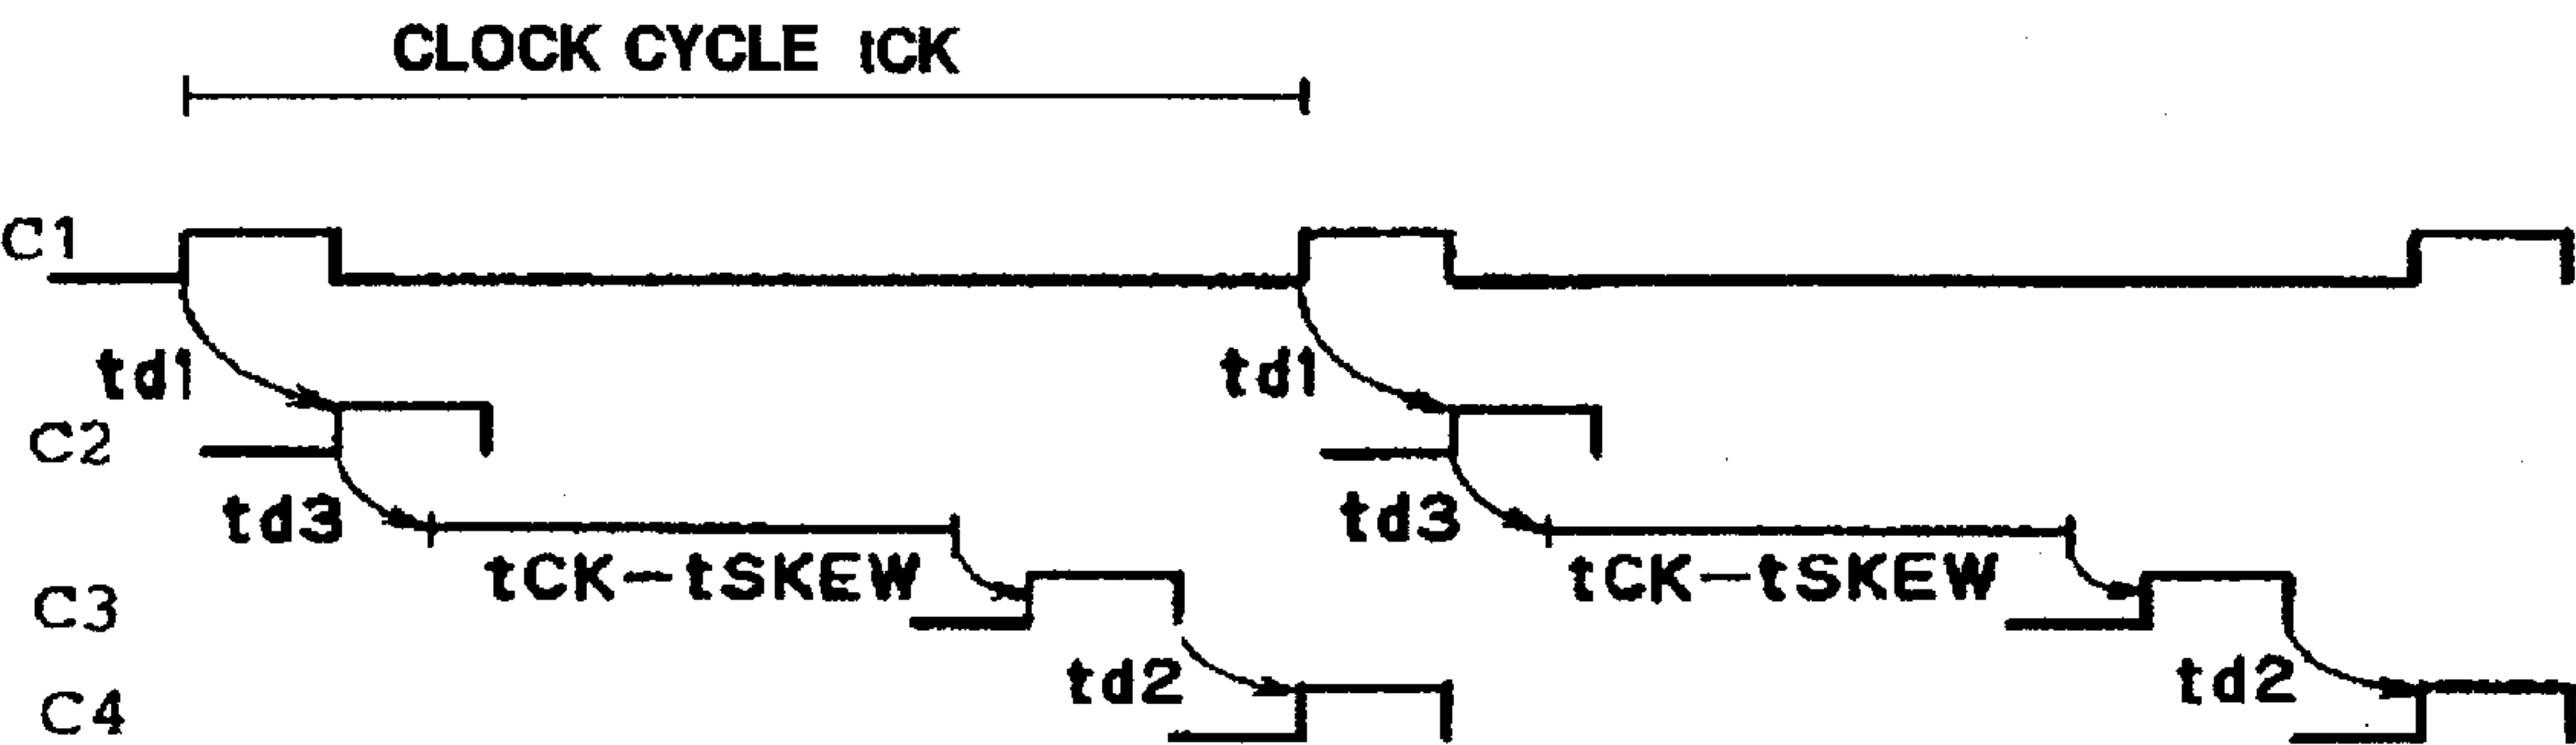 CLOCK CYCLE tCK
C1
td1 td1
C2
td3 td3
tCK-tSKEW tCK-tSKEW
C3
td2 td2
C4